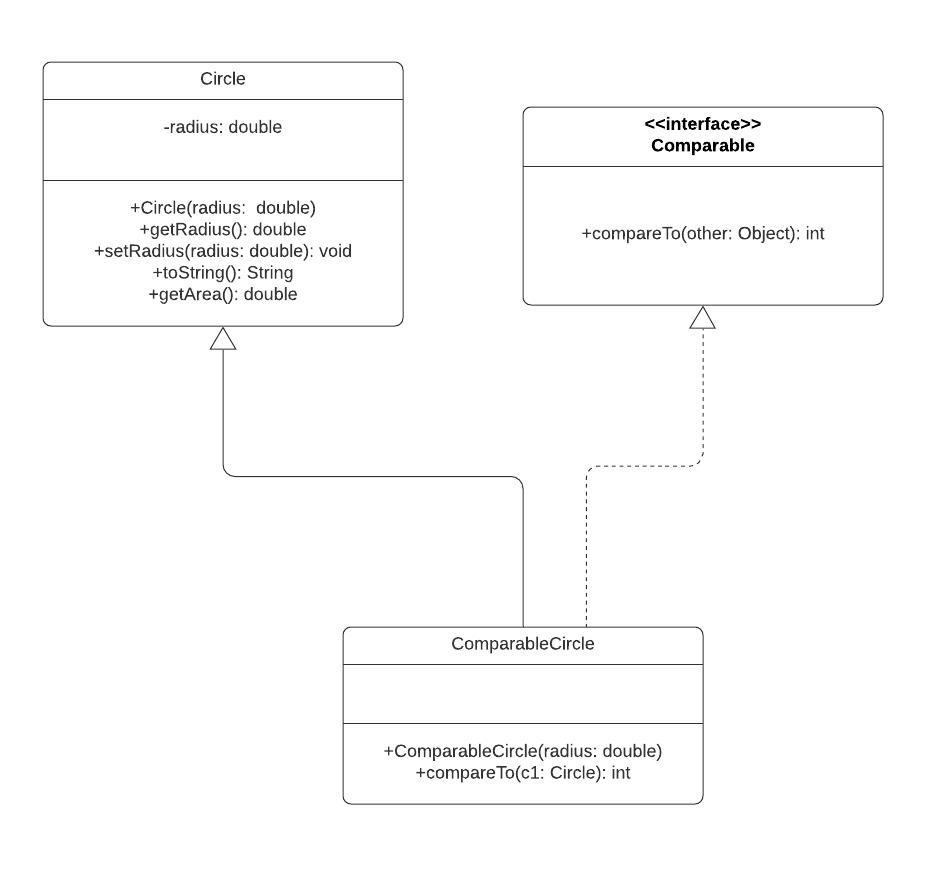 Circle
-radius: double
+Circle(radius:  double)
+getRadius(): double
+setRadius(radius: double): void
+toString(): String
+getArea(): double
<<interface>>
Comparable
+compareTo(other: Object): int
ComparableCircle
+ComparableCircle(radius: double)
+compareTo(c1: Circle): int